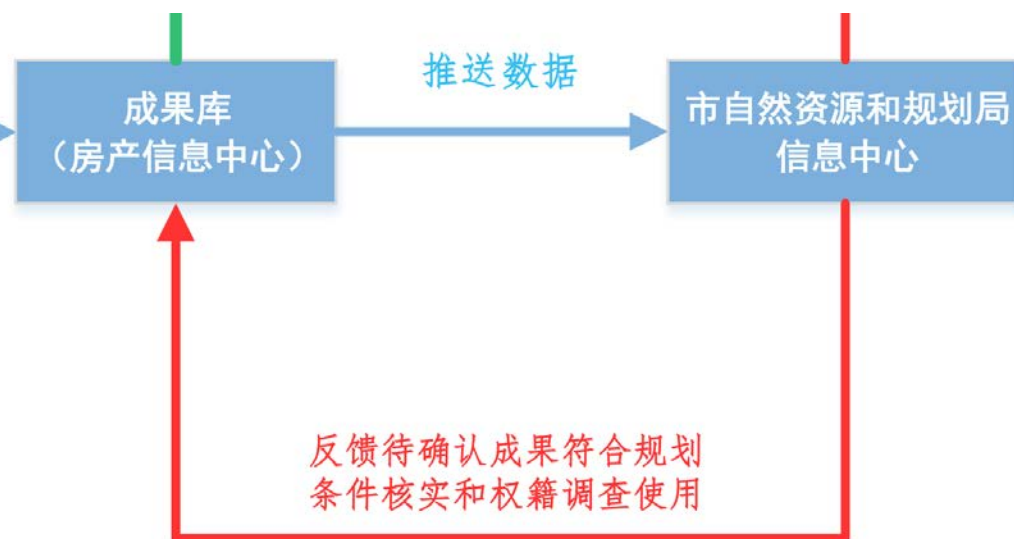 推送数据
成果库
（房产信息中心）
市自然资源和规划局
信息中心
反馈待确认成果符合规划
条件核实和权籍调查使用